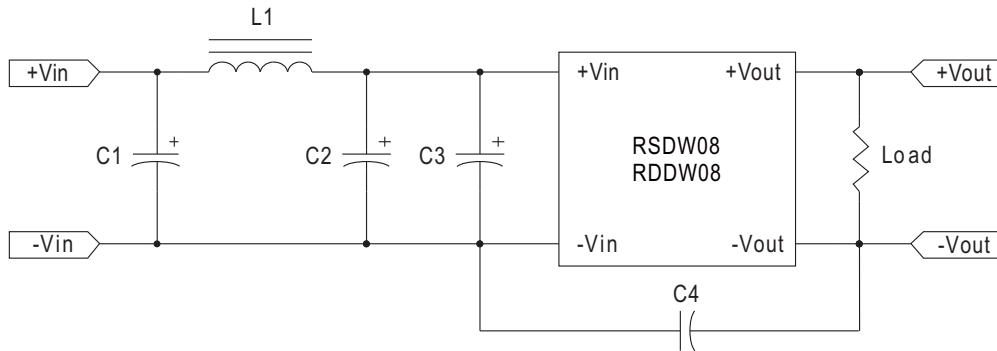 L1
+Vin
+Vin
+Vout
+Vout
C1
+
C2
+
C3
+
RSDW08
RDDW08
Load
-Vin
-Vin
-Vout
-Vout
C4